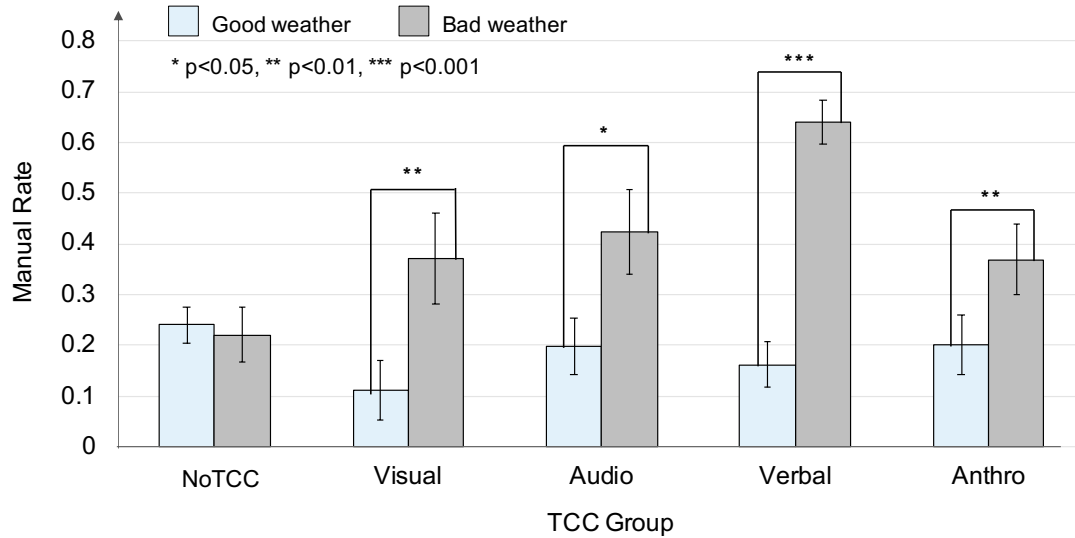 Good weather Bad weather
* p<0.05, ** p<0.01, *** p<0.001
0.8
0.7
0.6
0.5
0.4
0.3
0.2
0.1
0
Manual Rate
**
*
***
**
NoTCC Visual Audio Verbal Anthro
TCC Group